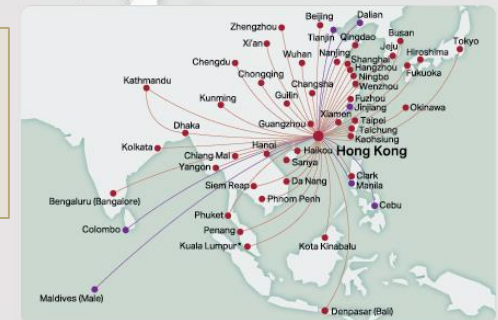 Beijing
Dalian
Zhengzhou
Tianjin
Qingdao
Busan
Tokyo
Xi'an
Wuhan
Nanjing
Shanghai
Jeju
Hiroshima
Chengdu
Hangzhou
Fukuoka
Chongqing
Ningbo
Kathmandu
Changsha
Wenzhou
Guilin
Kunming
Fuzhou
Xiamen
Jinjiang
Okinawa
Guangzhou
Taipei
Dhaka
Taichung
Kaohsiung
Kolkata
Hanoi
Haikou
Hong Kong
Chiang Mai
Sanya
Yangon
Clark
Siem Reap
Da Nang
Manila
Bengaluru (Bangalore)
Phnom Penh
Cebu
Phuket
Colombo
Penang
Kuala Lumpur*
Kota Kinabalu
Maldives (Male)
Denpasar (Bali)